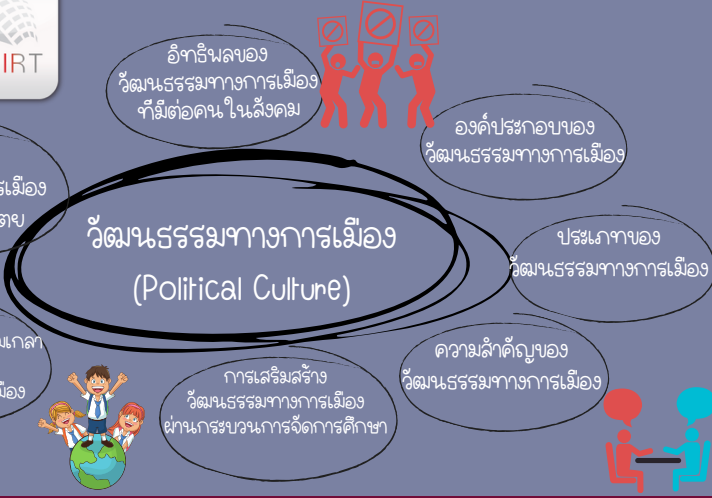 อิทธิพลของ
วัฒนธรรมทางการเมือง
ที่มีต่อคนในสังคม
องค์ประกอบของ
วัฒนธรรมทางการเมือง
วัฒนธรรมทางการเมือง
(Political Culture)
ประเภทของ
วัฒนธรรมทางการเมือง
ความสำคัญของ
วัฒนธรรมทางการเมือง
การเสริมสร้าง
วัฒนธรรมทางการเมือง
ผ่านกระบวนการจัดการศึกษา